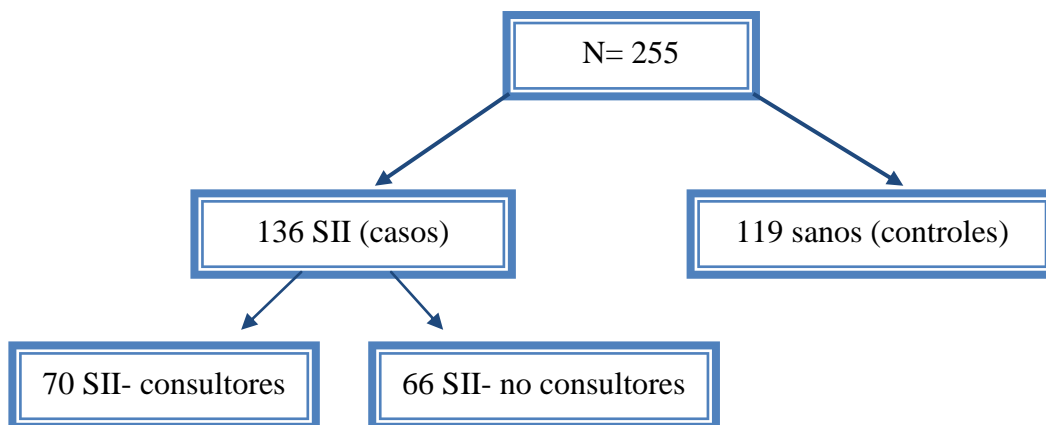 N= 255
136 SII (casos)
119 sanos (controles)
70 SII- consultores
66 SII- no consultores